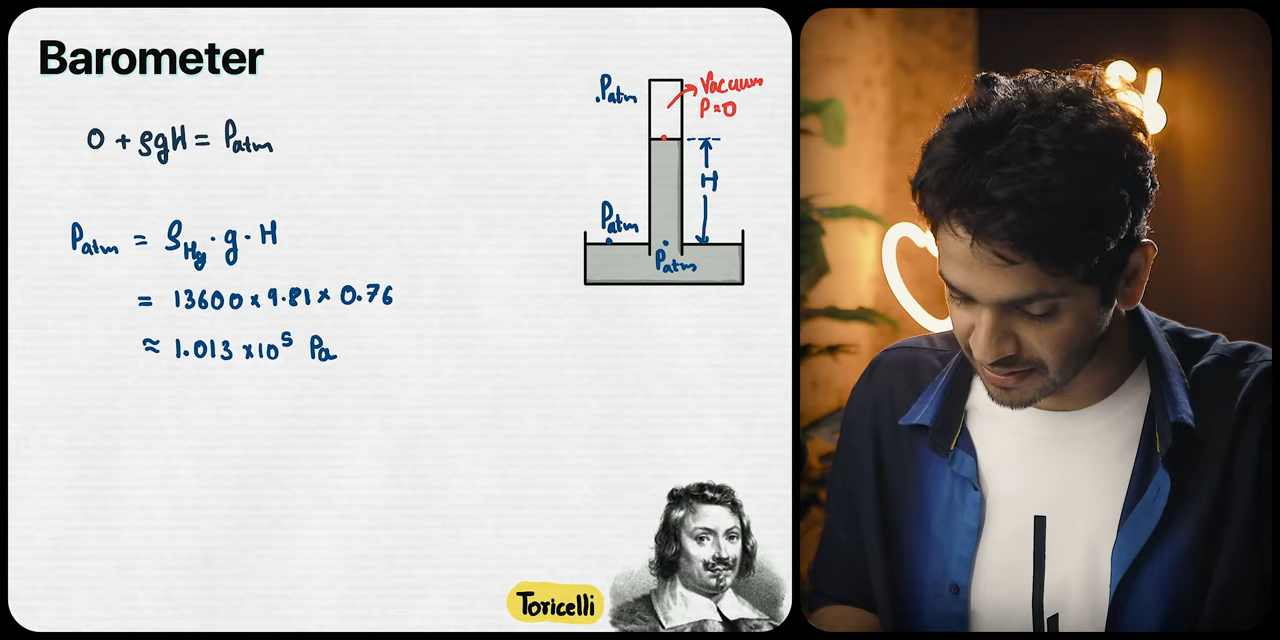 Barometer
0 + ρgH = Patm
Patm = ρHg · g · H
= 13600 × 9.81 × 0.76
≈ 1.013 × 10⁵ Pa
.Patm
Vacuum
P=0
H
Patm
Patm
Toricelli